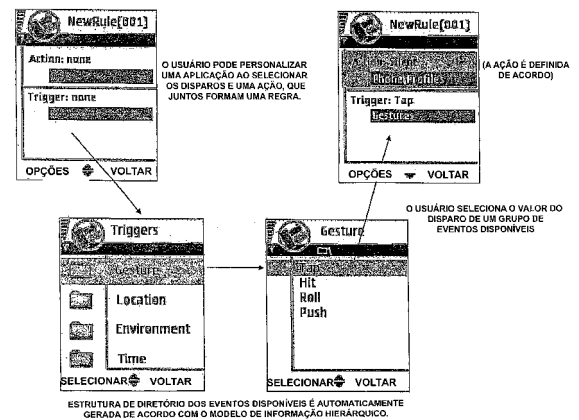 NewRule[001]
Action: none
Trigger: none
OPÇÕES VOLTAR
O USUÁRIO PODE PERSONALIZAR
UMA APLICAÇÃO AO SELECIONAR
OS DISPAROS E UMA AÇÃO, QUE
JUNTOS FORMAM UMA REGRA.
NewRule[001]
Phone Profiles
Trigger: Tap
Gestures
OPÇÕES VOLTAR
(A AÇÃO É DEFINIDA
DE ACORDO)
O USUÁRIO SELECIONA O VALOR DO
DISPARO DE UM GRUPO DE
EVENTOS DISPONÍVEIS
Triggers
Gesture
Location
Environment
Time
SELECIONAR VOLTAR
Gesture
Tap
Hit
Roll
Push
SELECIONAR VOLTAR
ESTRUTURA DE DIRETÓRIO DOS EVENTOS DISPONÍVEIS É AUTOMATICAMENTE
GERADA DE ACORDO COM O MODELO DE INFORMAÇÃO HIERÁRQUICO.